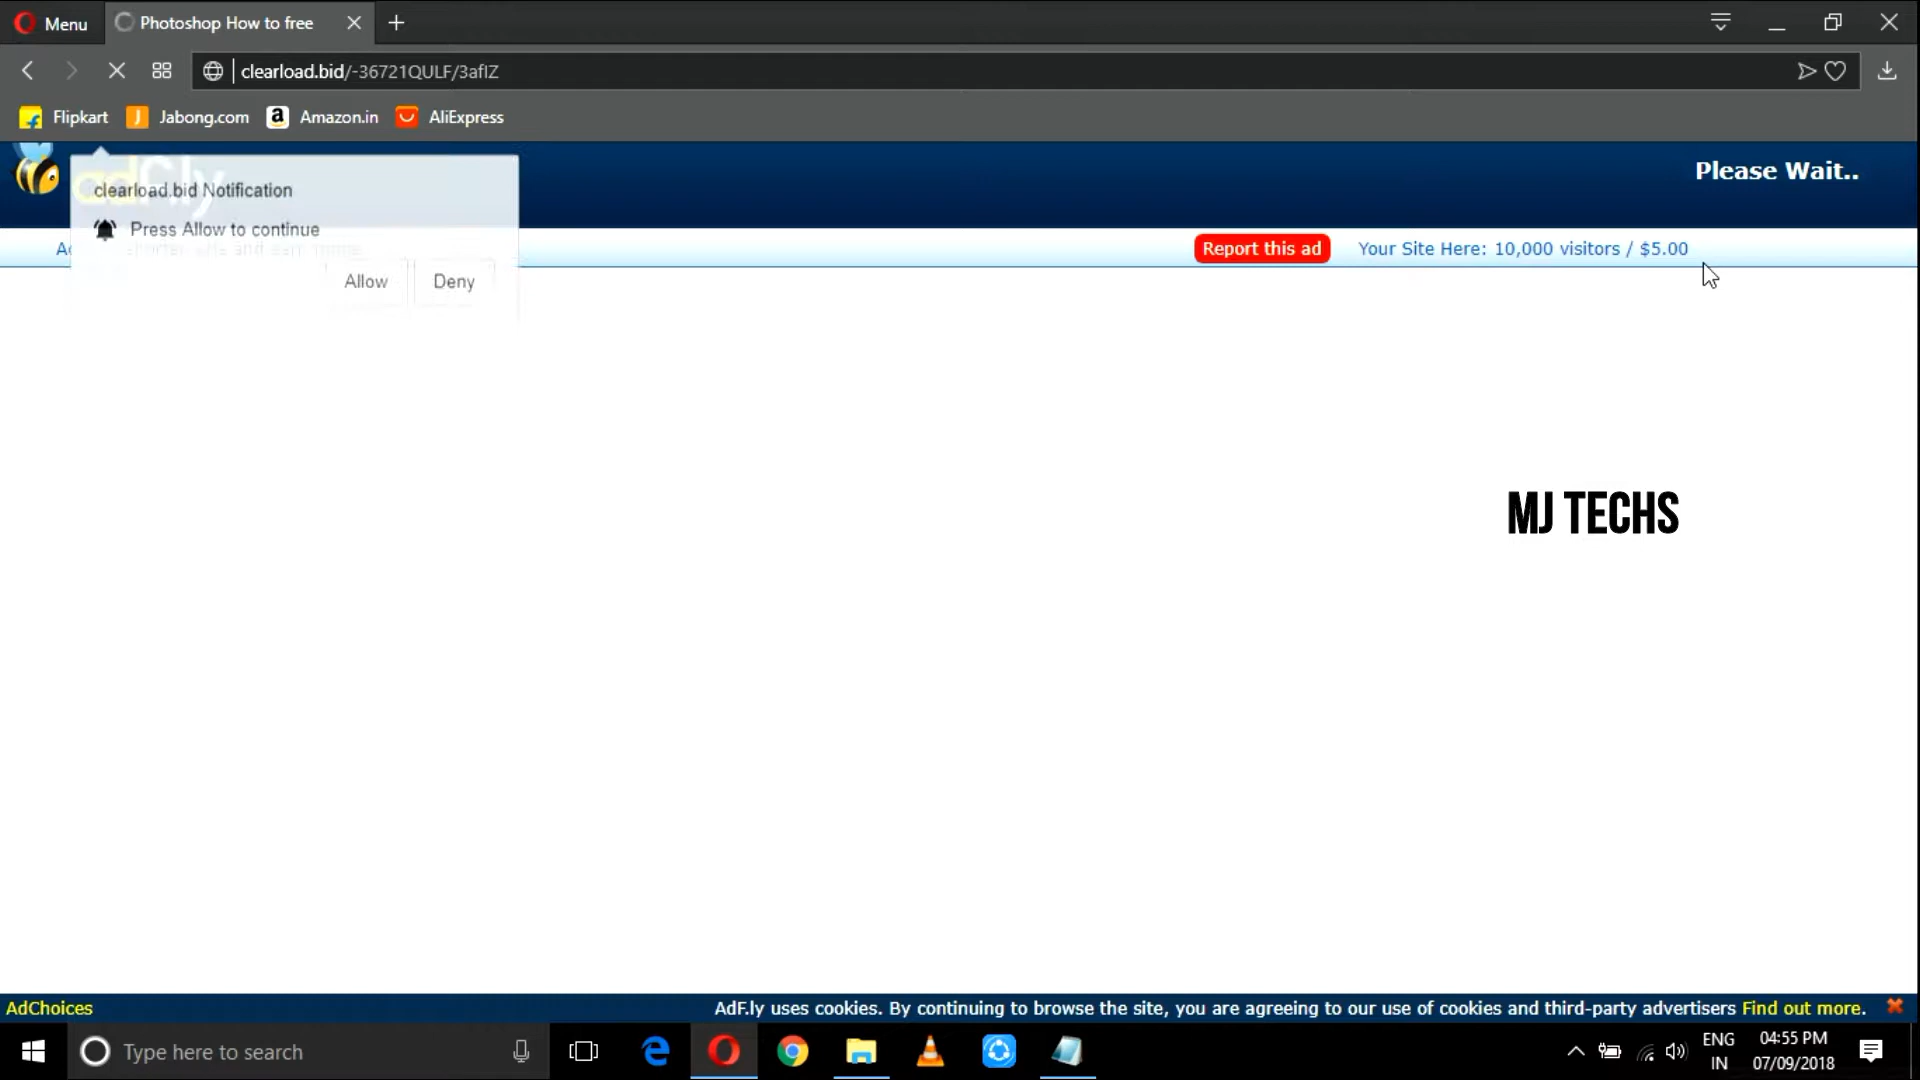 Menu
Photoshop How to free
clearload.bid/-36721QULF/3aflZ
Flipkart
Jabong.com
Amazon.in
AliExpress
Please Wait..
clearload.bid Notification
Press Allow to continue
Allow
Deny
Report this ad
Your Site Here: 10,000 visitors / $5.00
MJ TECHS
AdChoices
AdF.ly uses cookies. By continuing to browse the site, you are agreeing to our use of cookies and third-party advertisers Find out more.
Type here to search
ENG
IN
04:55 PM
07/09/2018